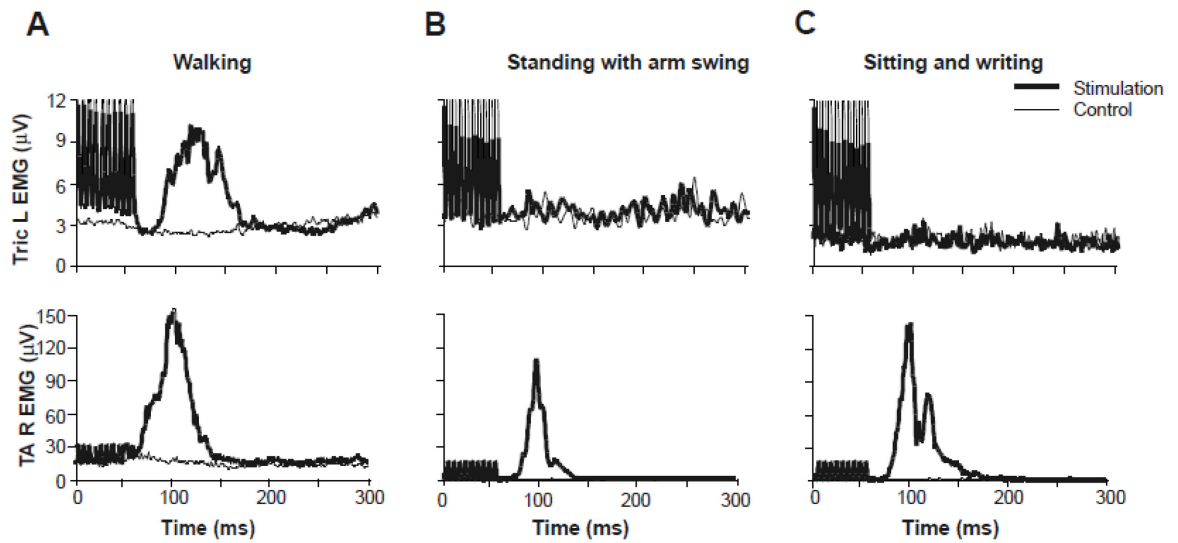 A B C
Walking Standing with arm swing Sitting and writing
Stimulation
Control
Tric L EMG (µV)
12
9
6
3
0
TA R EMG (µV)
150
120
90
60
30
0
0 100 200 300 0 100 200 300 0 100 200 300
Time (ms) Time (ms) Time (ms)